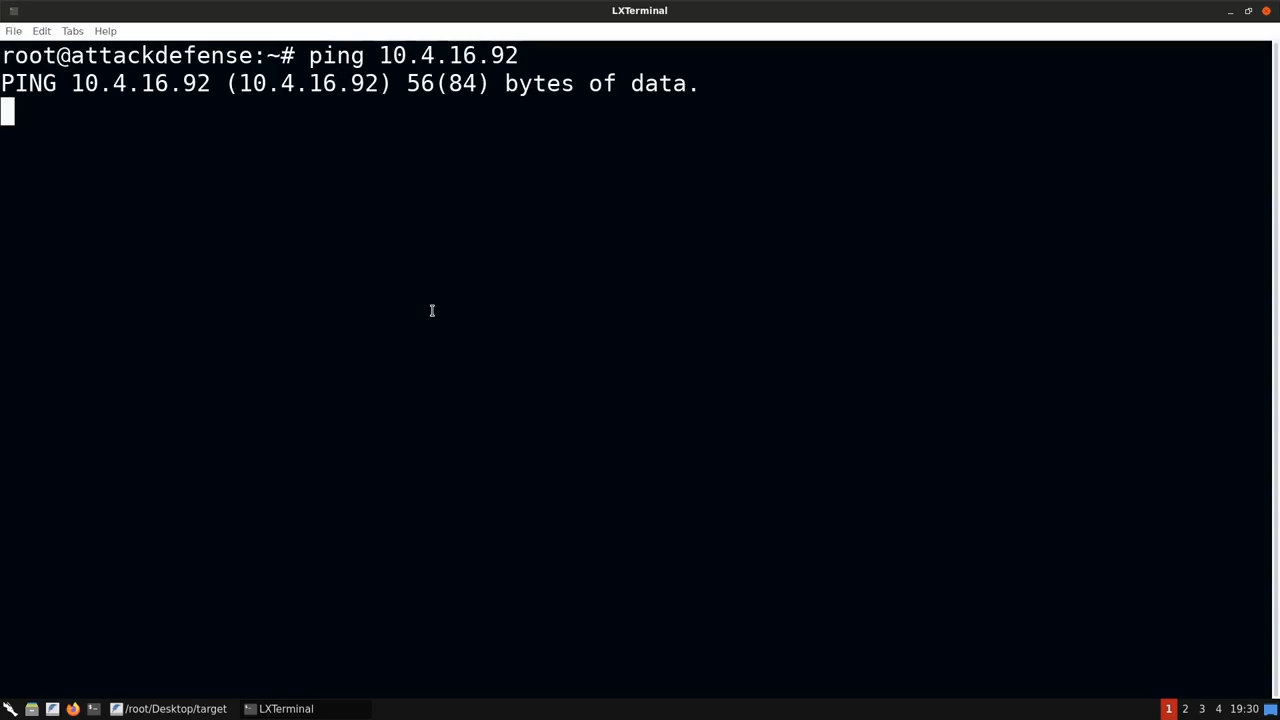 LXTerminal
File Edit Tabs Help
root@attackdefense:~# ping 10.4.16.92
PING 10.4.16.92 (10.4.16.92) 56(84) bytes of data.
/root/Desktop/target LXTerminal 1 2 3 4 19:30